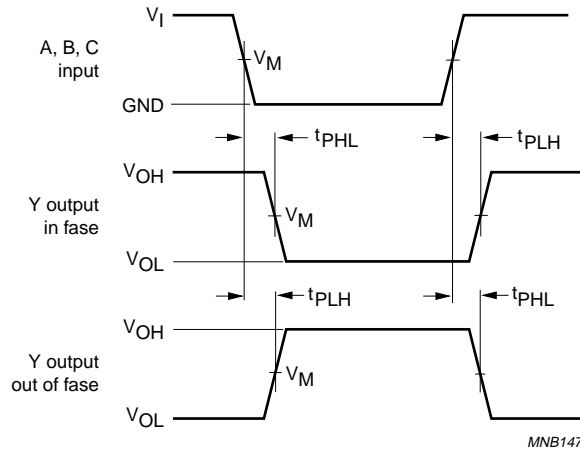 VI
A, B, C
input
VM
GND
tPHL
tPLH
VOH
Y output
in fase
VM
VOL
tPLH
tPHL
VOH
Y output
out of fase
VM
VOL
MNB147